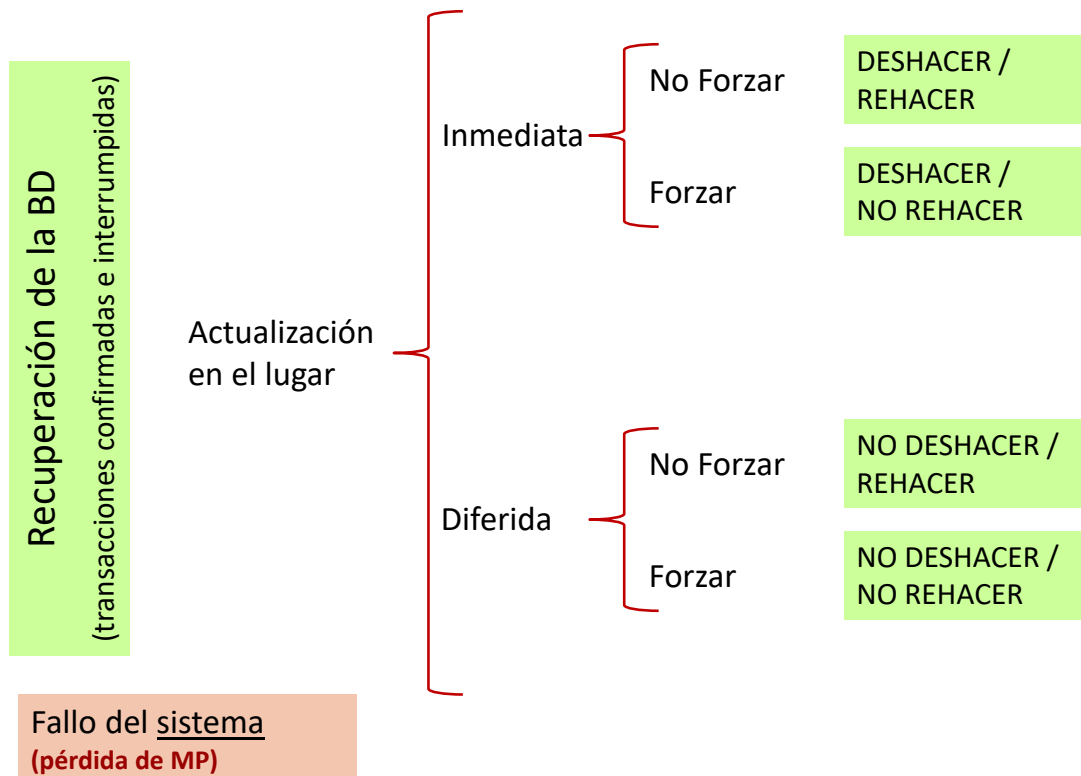 Recuperación de la BD
(transacciones confirmadas e interrumpidas)
Actualización
en el lugar
Inmediata
No Forzar
DESHACER /
REHACER
Forzar
DESHACER /
NO REHACER
Diferida
No Forzar
NO DESHACER /
REHACER
Forzar
NO DESHACER /
NO REHACER
Fallo del sistema
(pérdida de MP)